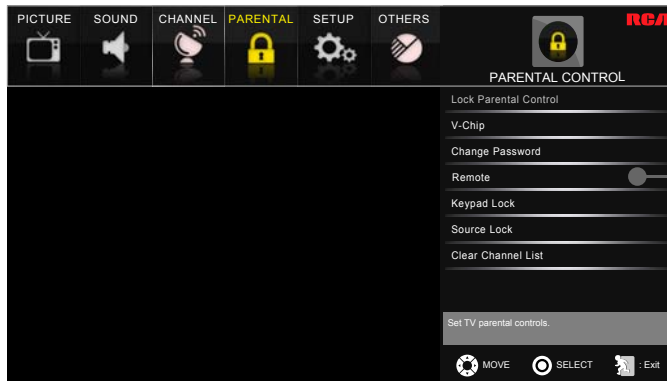 PICTURE SOUND CHANNEL PARENTAL SETUP OTHERS
RCA
PARENTAL CONTROL
Lock Parental Control
V-Chip
Change Password
Remote
Keypad Lock
Source Lock
Clear Channel List
Set TV parental controls.
MOVE SELECT : Exit